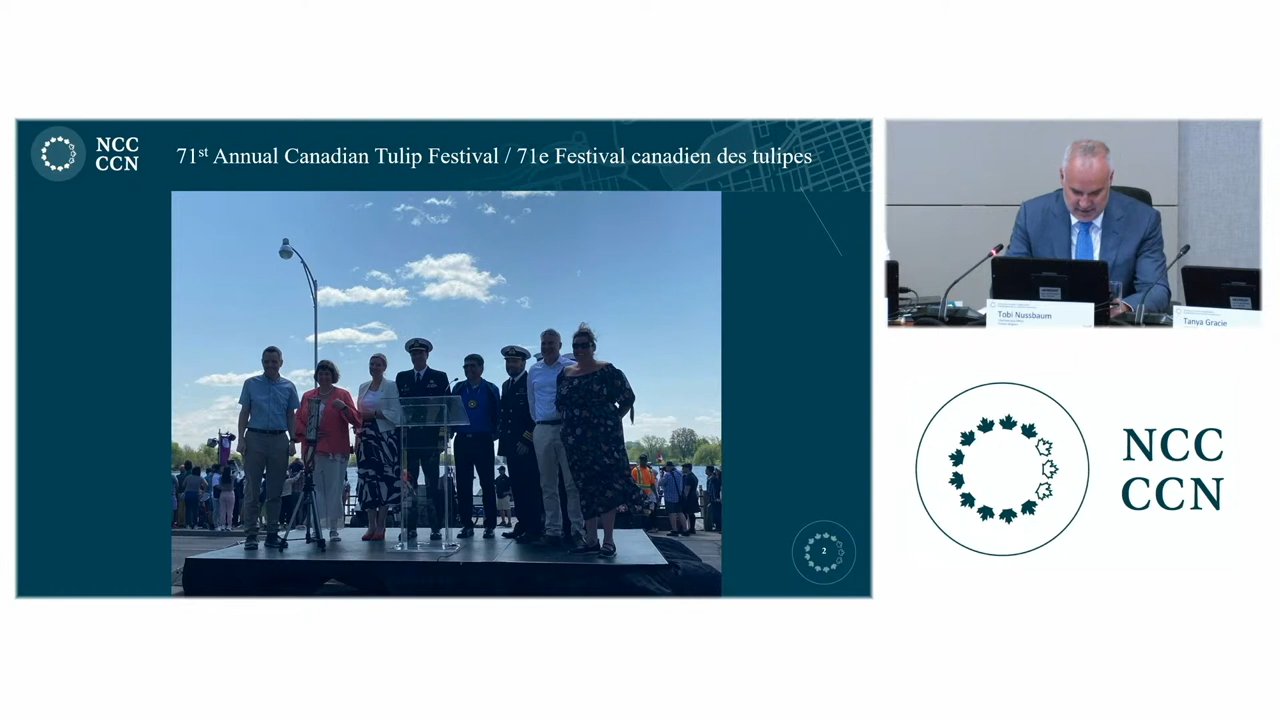 NCC
CCN
71st Annual Canadian Tulip Festival / 71e Festival canadien des tulipes
2
Tobi Nussbaum
Tanya Gracie
NCC
CCN